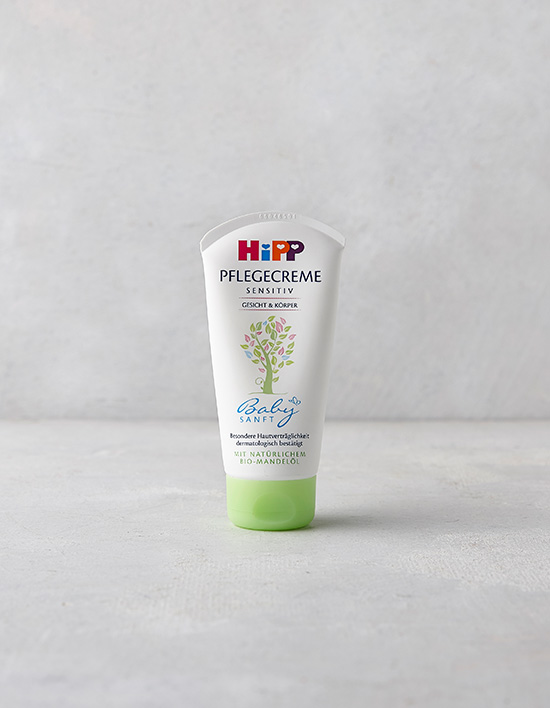 HiPP
PFLEGECREME
SENSITIV
GESICHT & KÖRPER
Baby
SANFT
Besondere Hautverträglichkeit
dermatologisch bestätigt
MIT NATÜRLICHEM
BIO-MANDELÖL